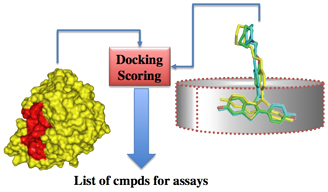 Docking
Scoring
List of cmpds for assays